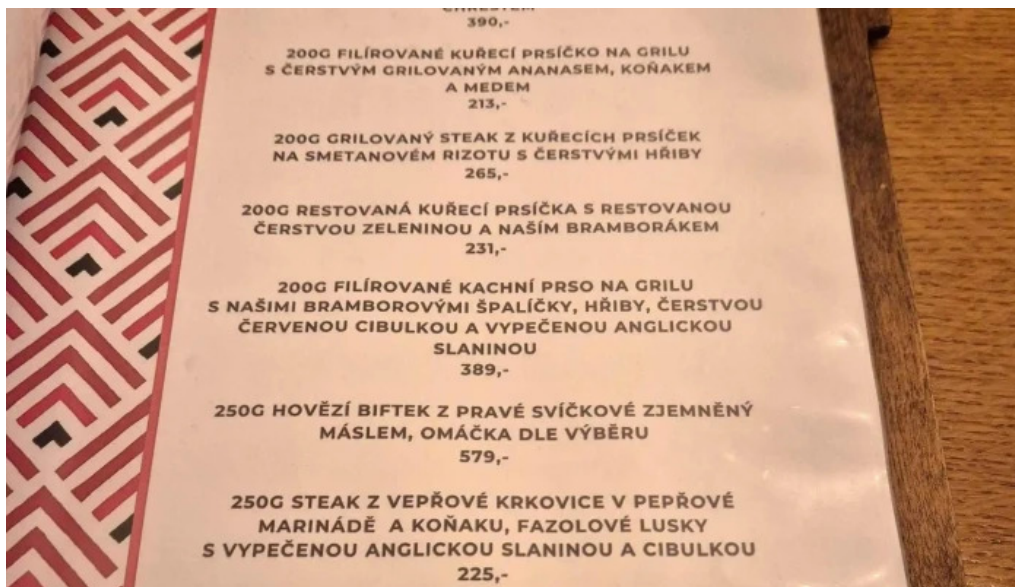 390,-
200G FILÍROVANÉ KUŘECÍ PRSÍČKO NA GRILU
S ČERSTVÝM GRILOVANÝM ANANASEM, KOŇAKEM
A MEDEM
213,-
200G GRILOVANÝ STEAK Z KUŘECÍCH PRSÍČEK
NA SMETANOVÉM RIZOTU S ČERSTVÝMI HŘIBY
265,-
200G RESTOVANÁ KUŘECÍ PRSÍČKA S RESTOVANOU
ČERSTVOU ZELENINOU A NAŠÍM BRAMBORÁKEM
231,-
200G FILÍROVANÉ KACHNÍ PRSO NA GRILU
S NAŠIMI BRAMBOROVÝMI ŠPALÍČKY, HŘIBY, ČERSTVOU
ČERVENOU CIBULKOU A VYPEČENOU ANGLICKOU
SLANINOU
389,-
250G HOVĚZÍ BIFTEK Z PRAVÉ SVÍČKOVÉ ZJEMNĚNÝ
MÁSLEM, OMÁČKA DLE VÝBĚRU
579,-
250G STEAK Z VEPŘOVÉ KRKOVICE V PEPŘOVÉ
MARINÁDĚ A KOŇAKU, FAZOLOVÉ LUSKY
S VYPEČENOU ANGLICKOU SLANINOU A CIBULKOU
225,-